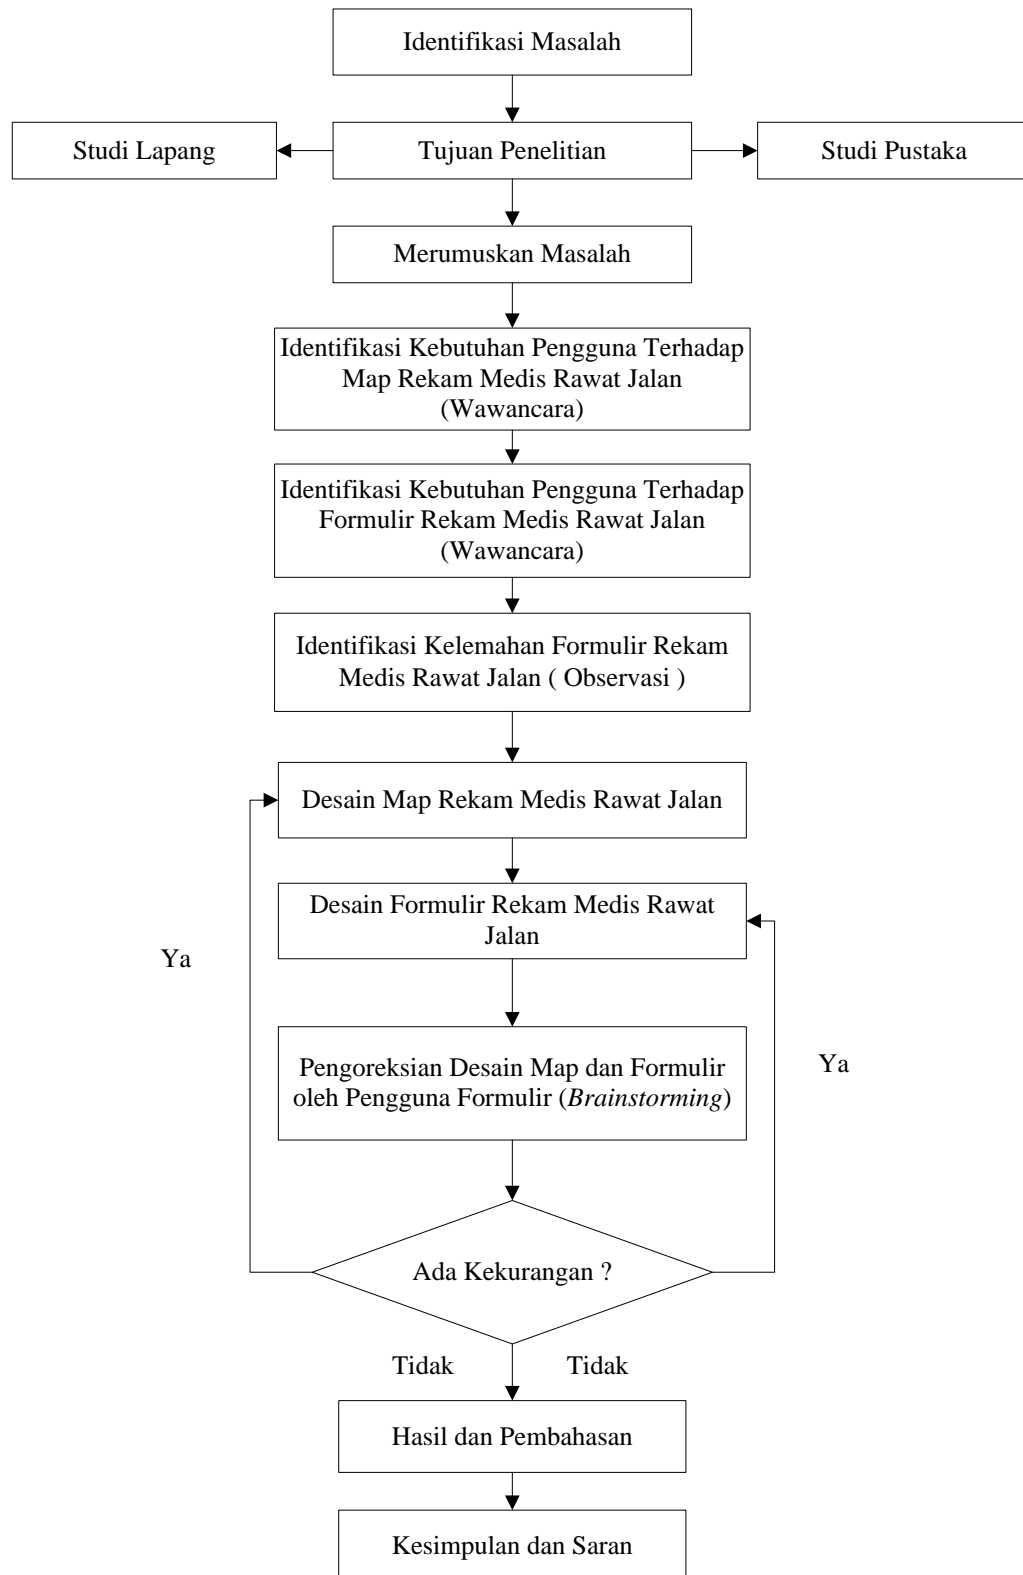 Identifikasi Masalah
Studi Lapang
Tujuan Penelitian
Studi Pustaka
Merumuskan Masalah
Identifikasi Kebutuhan Pengguna Terhadap
Map Rekam Medis Rawat Jalan
(Wawancara)
Identifikasi Kebutuhan Pengguna Terhadap
Formulir Rekam Medis Rawat Jalan
(Wawancara)
Identifikasi Kelemahan Formulir Rekam
Medis Rawat Jalan ( Observasi )
Desain Map Rekam Medis Rawat Jalan
Desain Formulir Rekam Medis Rawat
Jalan
Ya
Pengoreksian Desain Map dan Formulir
oleh Pengguna Formulir (Brainstorming)
Ya
Ada Kekurangan ?
Tidak
Tidak
Hasil dan Pembahasan
Kesimpulan dan Saran